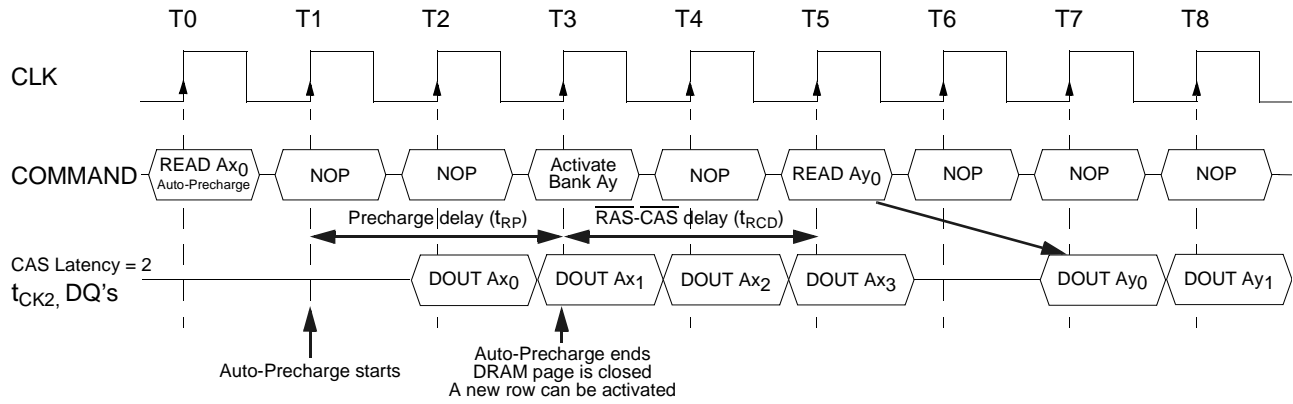 T0 T1 T2 T3 T4 T5 T6 T7 T8
CLK
COMMAND
READ Ax0
Auto-Precharge
NOP
NOP
Activate
Bank Ay
NOP
READ Ay0
NOP
NOP
NOP
Precharge delay (tRP)
RAS-CAS delay (tRCD)
CAS Latency = 2
tCK2, DQ's
DOUT Ax0
DOUT Ax1
DOUT Ax2
DOUT Ax3
DOUT Ay0
DOUT Ay1
Auto-Precharge starts
Auto-Precharge ends
DRAM page is closed
A new row can be activated